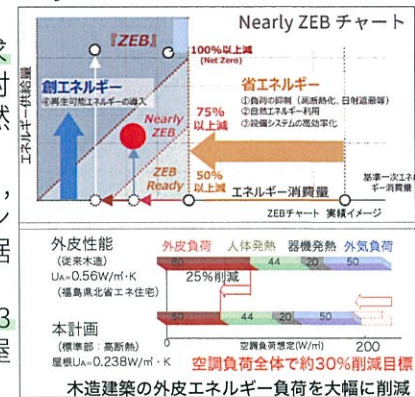 Nearly ZEB チャート
『ZEB』
100%以上減
(Net Zero)
創エネルギー
④再生可能エネルギーの導入
エネルギー供給量
省エネルギー
①負荷の抑制(高断熱化、日射遮蔽等)
②自然エネルギー利用
③設備システムの高効率化
Nearly
ZEB
75%
以上減
ZEB
Ready
50%
以上減
エネルギー消費量
基準一次エネ
ギー消費量
ZEBチャート 実績イメージ
外皮性能
(従来木造)
UA=0.56W/㎡・K
(福島県北省エネ住宅)
外皮負荷 人体発熱 器機発熱 外気負荷
44 20 50
25%削減
本計画
(標準部:高断熱)
屋根UA=0.238W/㎡・K
50 44 20 50
0 空調負荷想定(W/㎡) 200
空調負荷全体で約30%削減目標
木造建築の外皮エネルギー負荷を大幅に削減